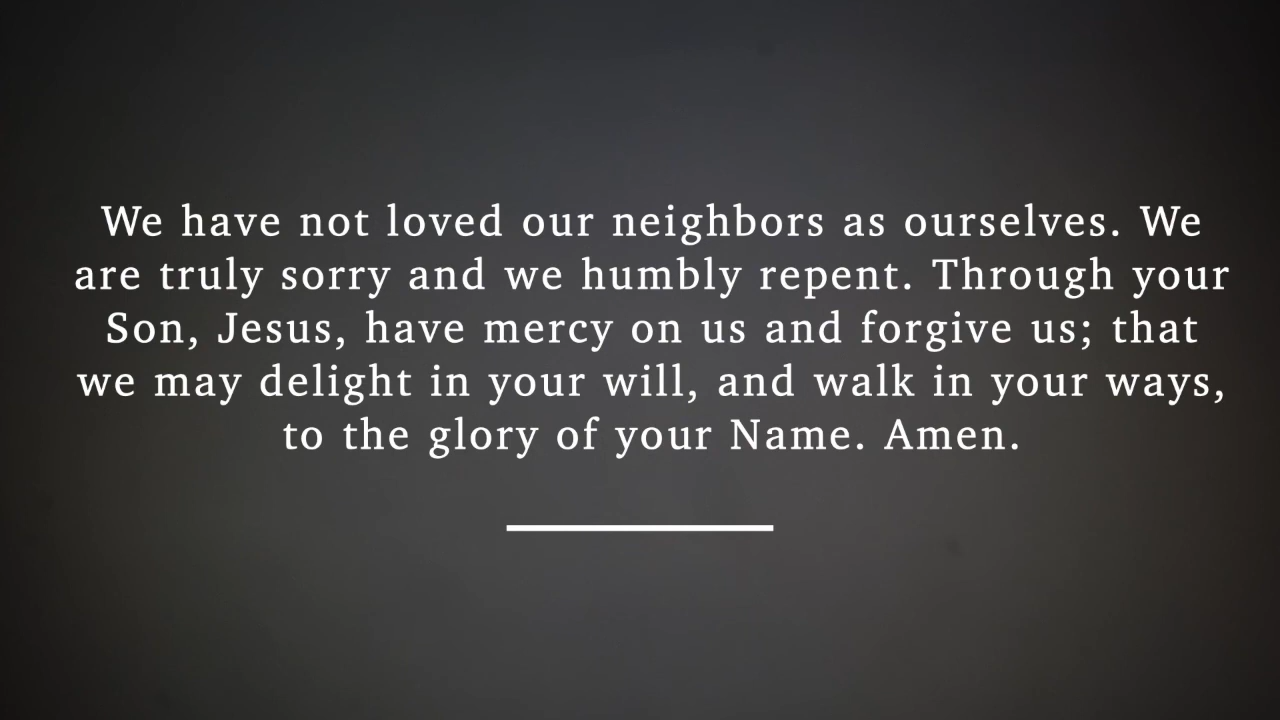 We have not loved our neighbors as ourselves. We
are truly sorry and we humbly repent. Through your
Son, Jesus, have mercy on us and forgive us; that
we may delight in your will, and walk in your ways,
to the glory of your Name. Amen.